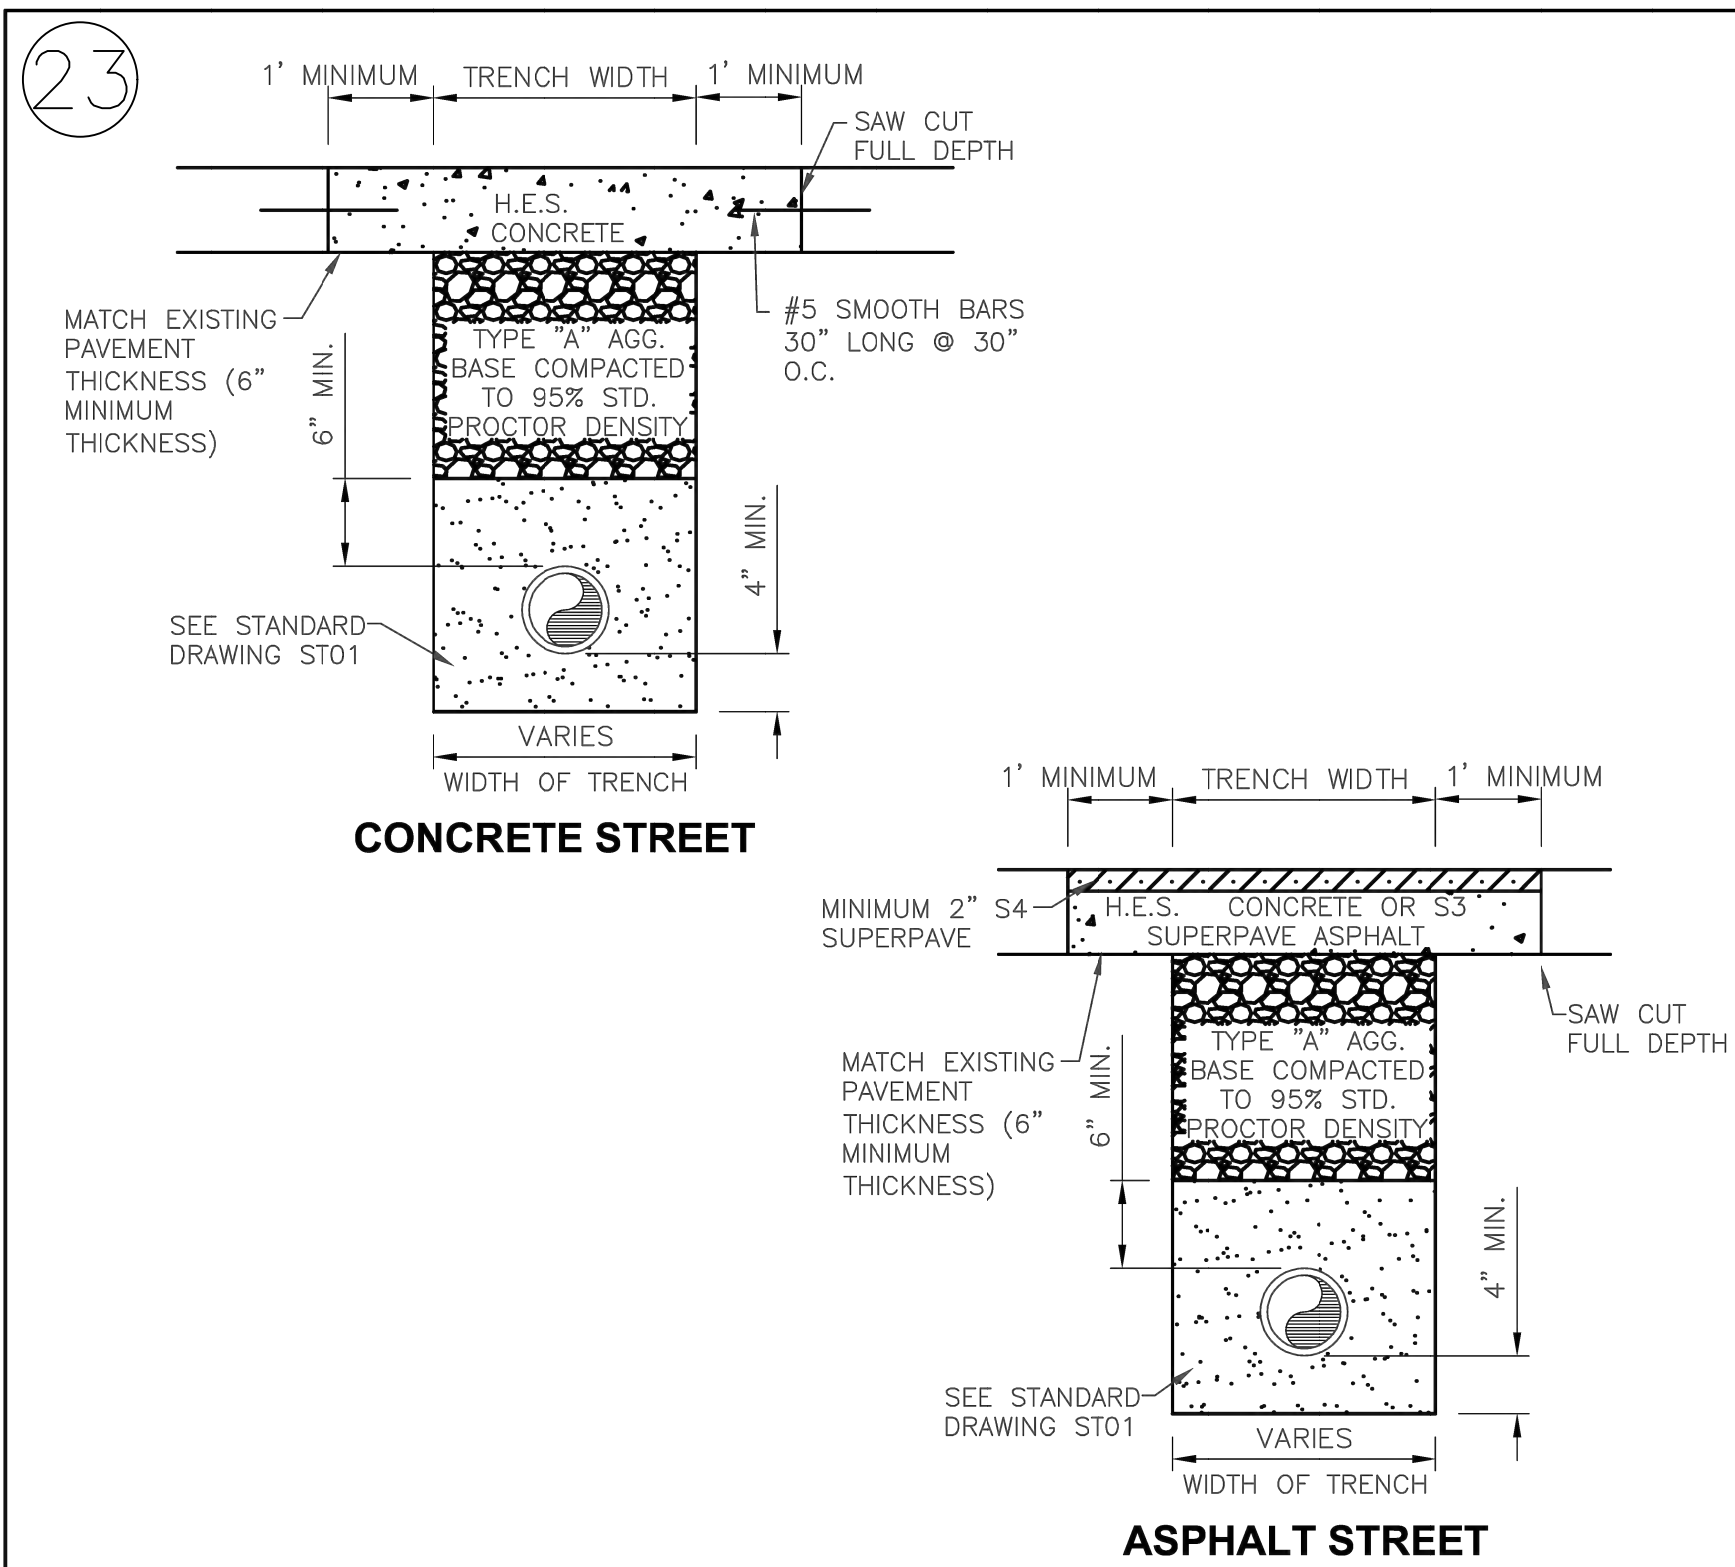 23
1' MINIMUM
TRENCH WIDTH
1' MINIMUM
SAW CUT
FULL DEPTH
H.E.S.
CONCRETE
MATCH EXISTING
PAVEMENT
THICKNESS (6"
MINIMUM
THICKNESS)
6" MIN.
TYPE "A" AGG.
BASE COMPACTED
TO 95% STD.
PROCTOR DENSITY
#5 SMOOTH BARS
30" LONG @ 30"
O.C.
4" MIN.
SEE STANDARD
DRAWING ST01
VARIES
WIDTH OF TRENCH
CONCRETE STREET
1' MINIMUM
TRENCH WIDTH
1' MINIMUM
MINIMUM 2" S4
SUPERPAVE
H.E.S. CONCRETE OR S3
SUPERPAVE ASPHALT
SAW CUT
FULL DEPTH
MATCH EXISTING
PAVEMENT
THICKNESS (6"
MINIMUM
THICKNESS)
6" MIN.
TYPE "A" AGG.
BASE COMPACTED
TO 95% STD.
PROCTOR DENSITY
4" MIN.
SEE STANDARD
DRAWING ST01
VARIES
WIDTH OF TRENCH
ASPHALT STREET